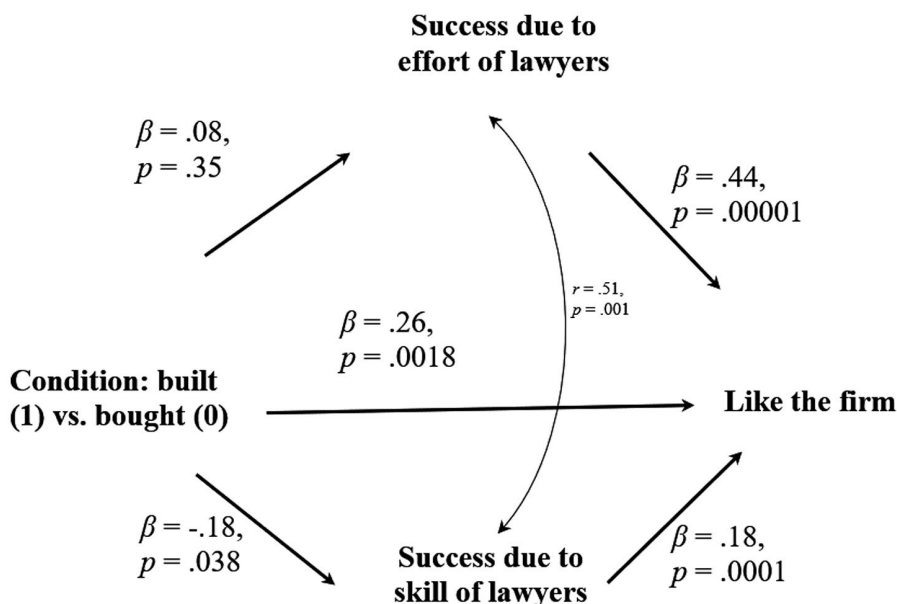 Success due to
effort of lawyers
β = .08,
p = .35
β = .44,
p = .00001
r = .51,
p = .001
β = .26,
p = .0018
Condition: built
(1) vs. bought (0)
Like the firm
β = -.18,
p = .038
Success due to
skill of lawyers
β = .18,
p = .0001